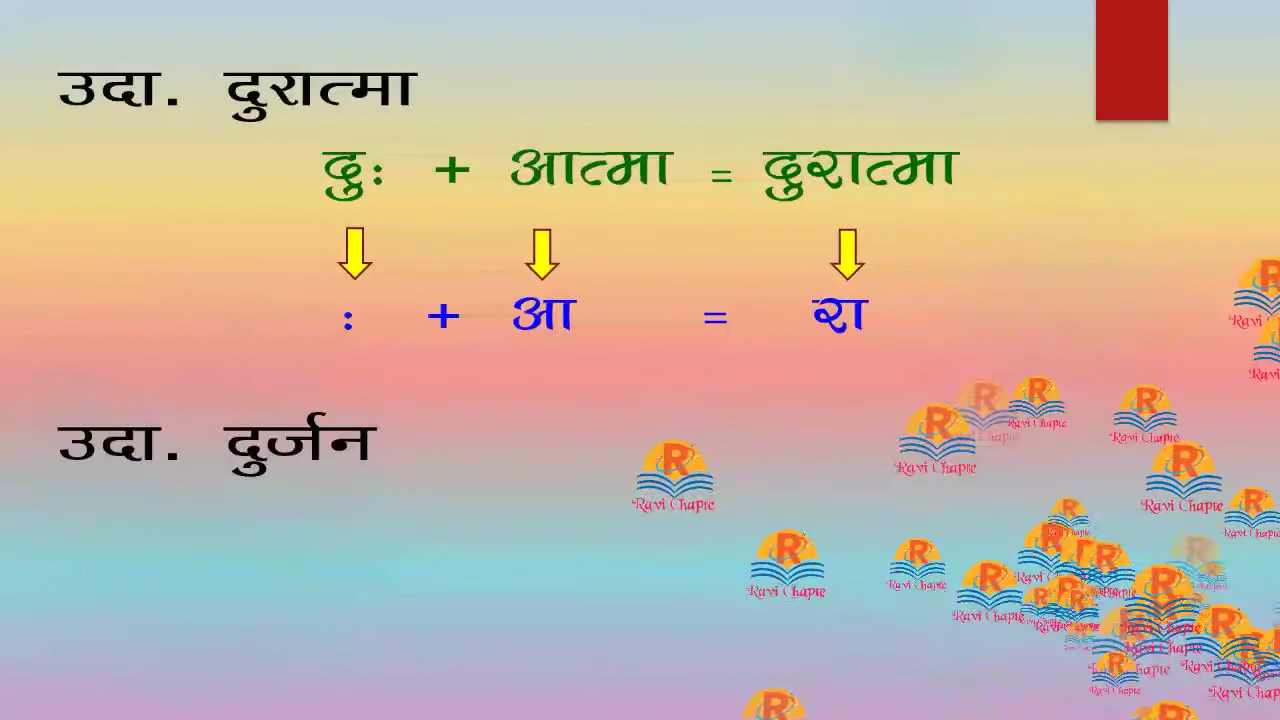 उदा. दुरात्मा
दुः + आत्मा = दुरात्मा
: + आ = रा
उदा. दुर्जन
R
Ravi Chapte